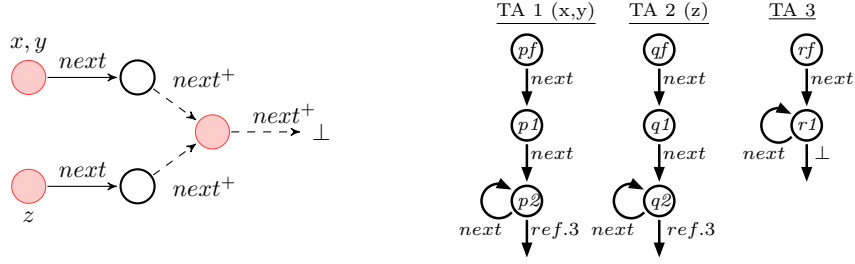 x, y
next
next+
next+
⊥
next
next+
z
TA 1 (x,y)
pf
next
p1
next
p2
next
ref.3
TA 2 (z)
qf
next
q1
next
q2
next
ref.3
TA 3
rf
next
r1
next
⊥